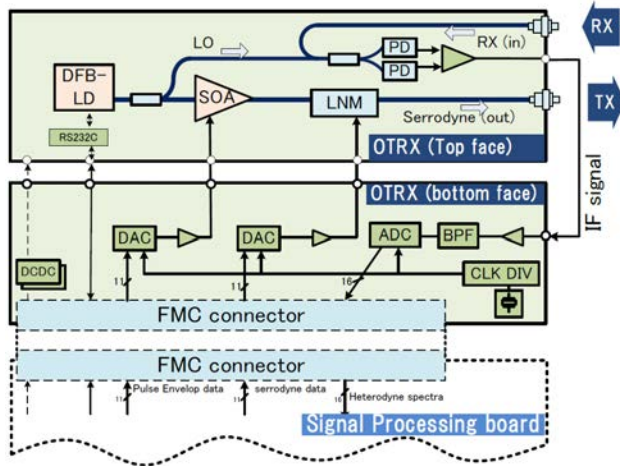 LO
RX
PD
RX (in)
PD
DFB-
LD
SOA
LNM
TX
Serrodyne (out)
RS232C
OTRX (Top face)
OTRX (bottom face)
IF signal
DAC
DAC
ADC
BPF
DCDC
11
11
16
CLK DIV
FMC connector
FMC connector
Pulse Envelop data
serrodyne data
Heterodyne spectra
11
11
16
Signal Processing board